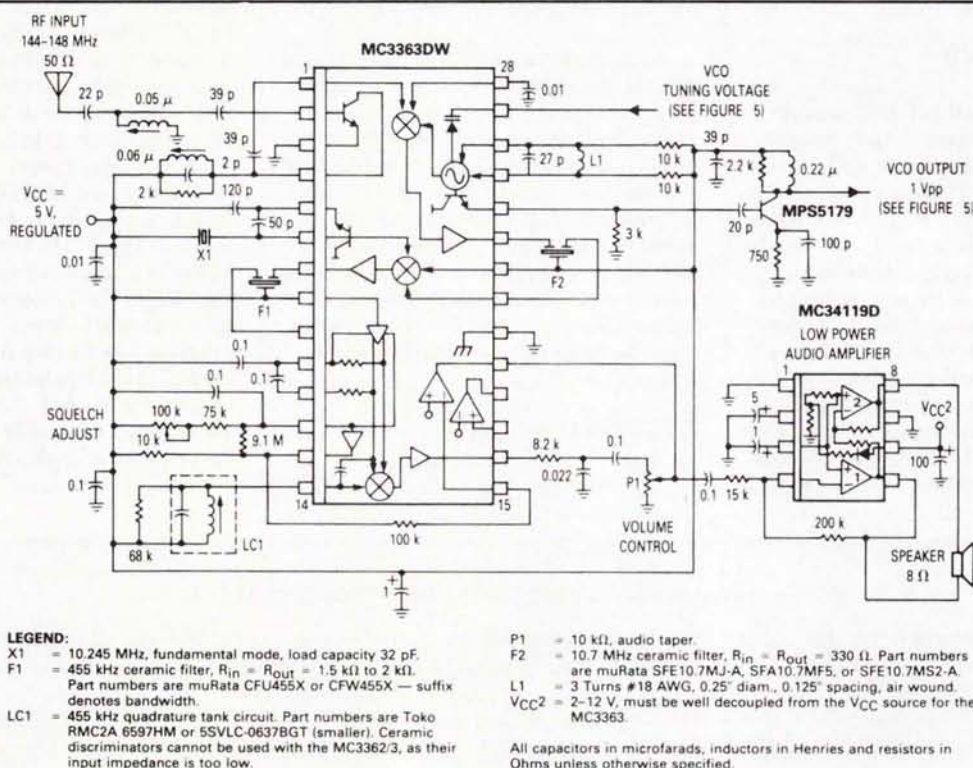 RF INPUT
144–148 MHz
50 Ω
22 p
0.05 μ
39 p
39 p
0.06 μ
2 p
2 k
120 p
VCC =
5 V,
REGULATED
50 p
0.01
X1
F1
0.1
0.1
0.1
SQUELCH
ADJUST
100 k
75 k
10 k
9.1 M
0.1
68 k
LC1
MC3363DW
1
28
14
15
0.01
VCO
TUNING VOLTAGE
(SEE FIGURE 5)
27 p
L1
10 k
10 k
39 p
2.2 k
0.22 μ
VCO OUTPUT
1 Vpp
(SEE FIGURE 5)
MPS5179
20 p
3 k
750
100 p
F2
MC34119D
LOW POWER
AUDIO AMPLIFIER
1
8
2
5
1
1
VCC2
100
8.2 k
0.1
0.022
P1
VOLUME
CONTROL
0.1
15 k
200 k
100 k
1
SPEAKER
8 Ω
LEGEND:
X1 = 10.245 MHz, fundamental mode, load capacity 32 pF.
F1 = 455 kHz ceramic filter, Rin = Rout = 1.5 kΩ to 2 kΩ.
Part numbers are muRata CFU455X or CFW455X — suffix
denotes bandwidth.
LC1 = 455 kHz quadrature tank circuit. Part numbers are Toko
RMC2A 6597HM or 5SVLC-0637BGT (smaller). Ceramic
discriminators cannot be used with the MC3362/3, as their
input impedance is too low.
P1 = 10 kΩ, audio taper.
F2 = 10.7 MHz ceramic filter, Rin = Rout = 330 Ω. Part numbers
are muRata SFE10.7MJ-A, SFA10.7MF5, or SFE10.7MS2-A.
L1 = 3 Turns #18 AWG, 0.25" diam., 0.125" spacing, air wound.
VCC2 = 2–12 V, must be well decoupled from the VCC source for the
MC3363.
All capacitors in microfarads, inductors in Henries and resistors in
Ohms unless otherwise specified.